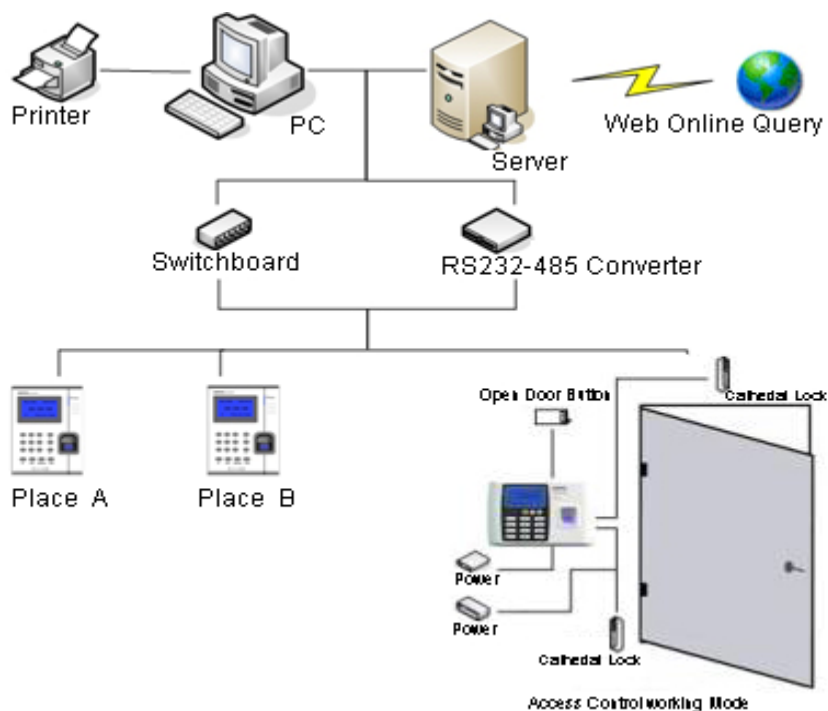 Printer
PC
Server
Web Online Query
Switchboard
RS232-485 Converter
Place A
Place B
Open Door Button
Cathedal Lock
Power
Power
Cathedal Lock
Access Control working Mode